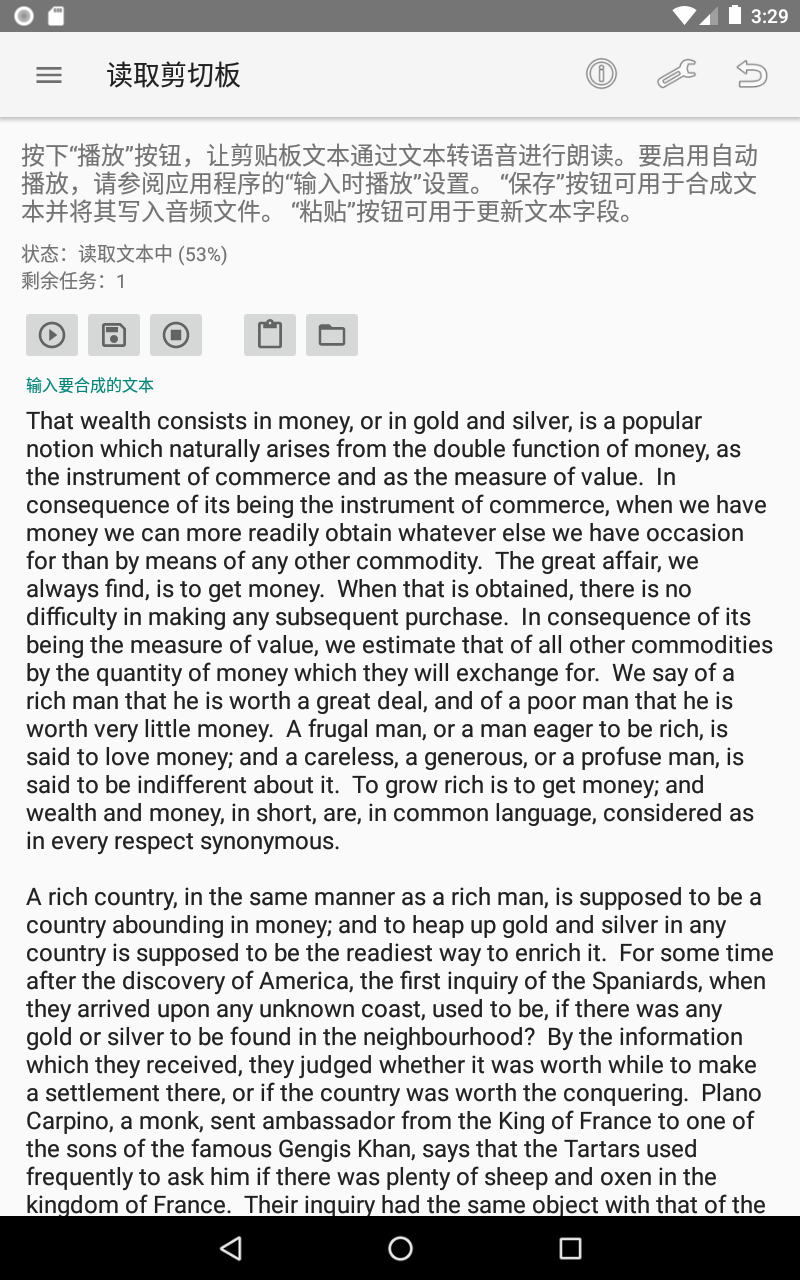 3:29
读取剪切板
按下“播放”按钮，让剪贴板文本通过文本转语音进行朗读。要启用自动
播放，请参阅应用程序的“输入时播放”设置。 “保存”按钮可用于合成文
本并将其写入音频文件。 “粘贴”按钮可用于更新文本字段。
状态：读取文本中 (53%)
剩余任务：1
输入要合成的文本
That wealth consists in money, or in gold and silver, is a popular
notion which naturally arises from the double function of money, as
the instrument of commerce and as the measure of value.  In
consequence of its being the instrument of commerce, when we have
money we can more readily obtain whatever else we have occasion
for than by means of any other commodity.  The great affair, we
always find, is to get money.  When that is obtained, there is no
difficulty in making any subsequent purchase.  In consequence of its
being the measure of value, we estimate that of all other commodities
by the quantity of money which they will exchange for.  We say of a
rich man that he is worth a great deal, and of a poor man that he is
worth very little money.  A frugal man, or a man eager to be rich, is
said to love money; and a careless, a generous, or a profuse man, is
said to be indifferent about it.  To grow rich is to get money; and
wealth and money, in short, are, in common language, considered as
in every respect synonymous.
A rich country, in the same manner as a rich man, is supposed to be a
country abounding in money; and to heap up gold and silver in any
country is supposed to be the readiest way to enrich it.  For some time
after the discovery of America, the first inquiry of the Spaniards, when
they arrived upon any unknown coast, used to be, if there was any
gold or silver to be found in the neighbourhood?  By the information
which they received, they judged whether it was worth while to make
a settlement there, or if the country was worth the conquering.  Plano
Carpino, a monk, sent ambassador from the King of France to one of
the sons of the famous Gengis Khan, says that the Tartars used
frequently to ask him if there was plenty of sheep and oxen in the
kingdom of France.  Their inquiry had the same object with that of the